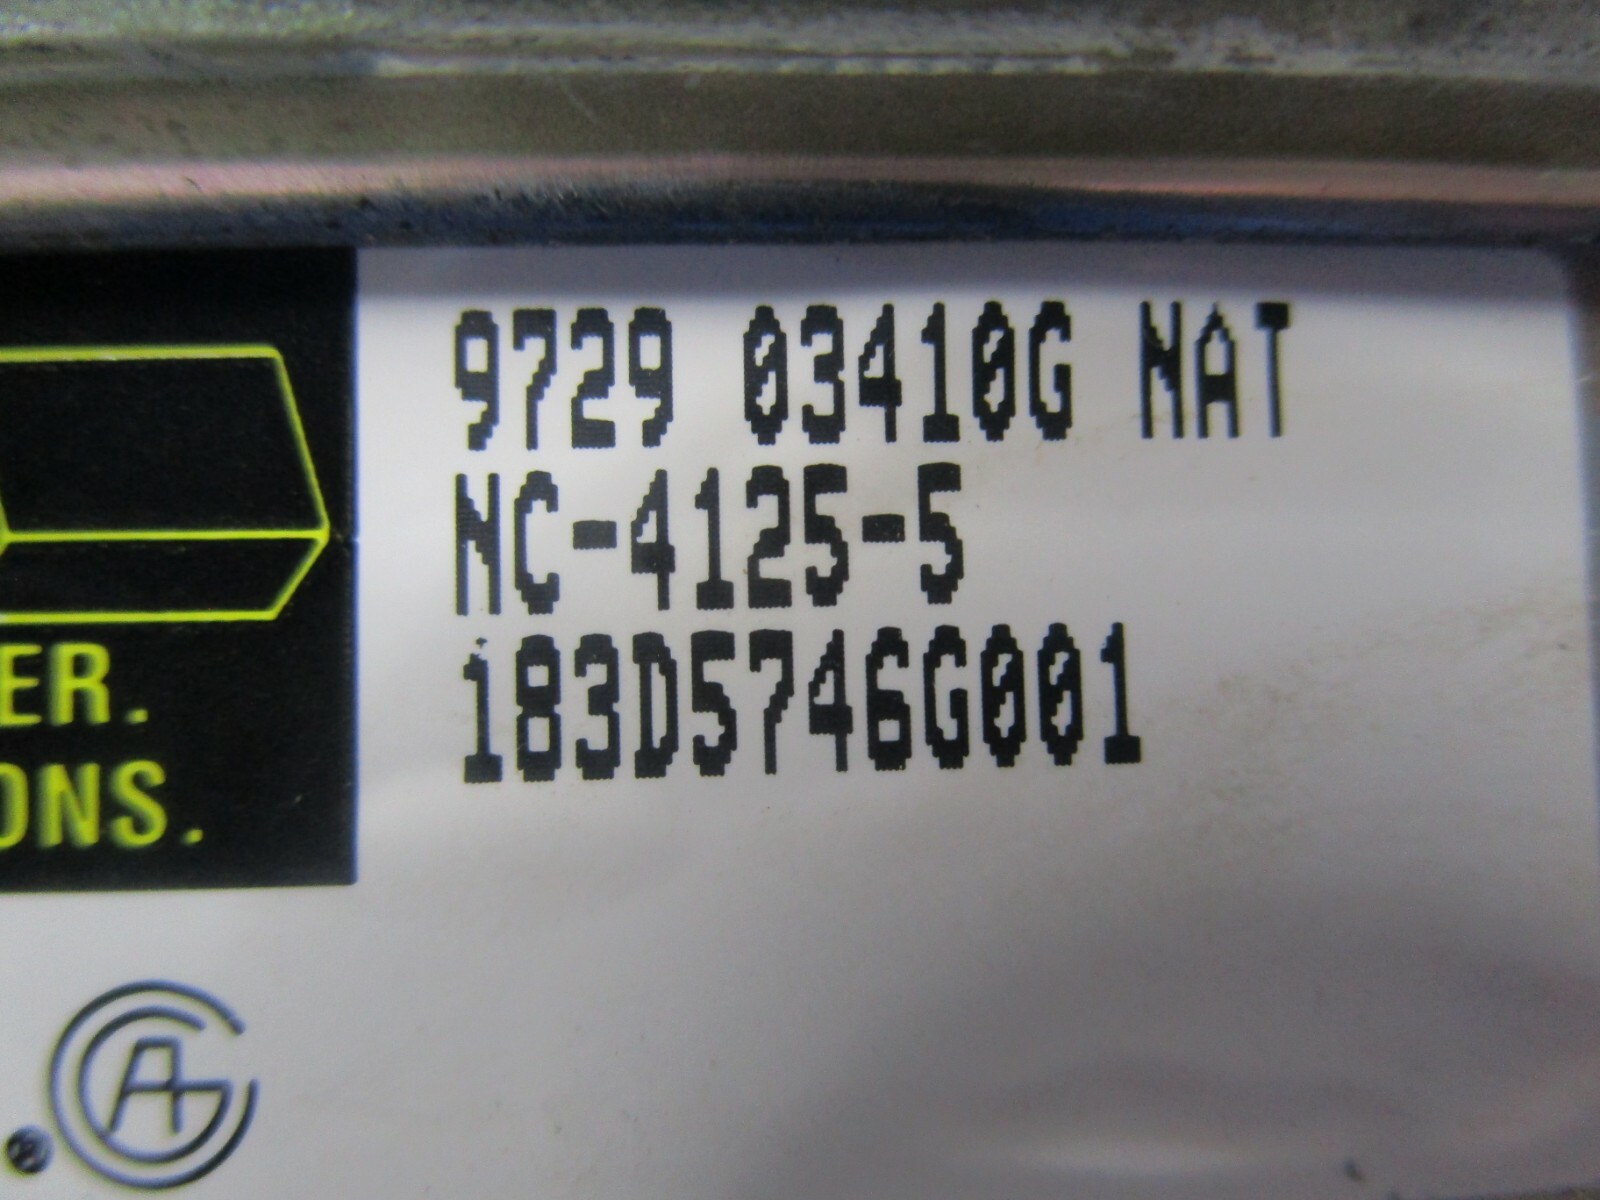 9729 03410G NAT
NC-4125-5
183D5746G001
ER.
ONS.
®